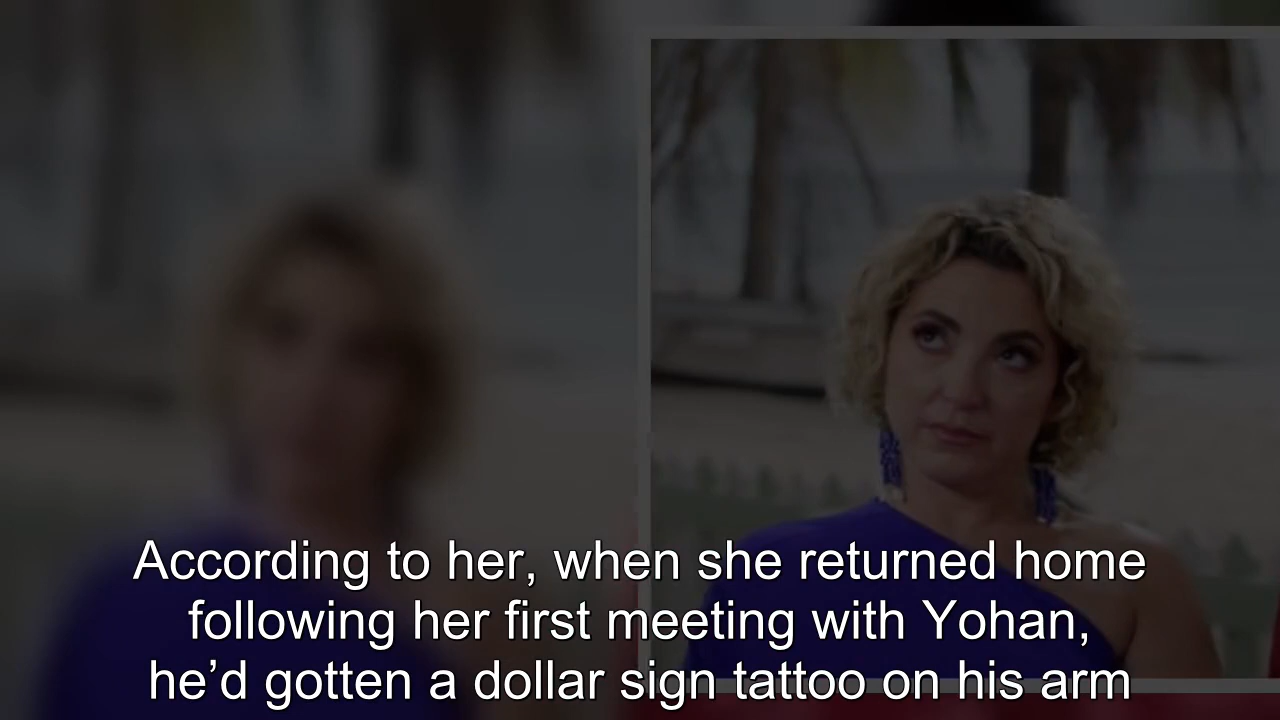 According to her, when she returned home
following her first meeting with Yohan,
he’d gotten a dollar sign tattoo on his arm